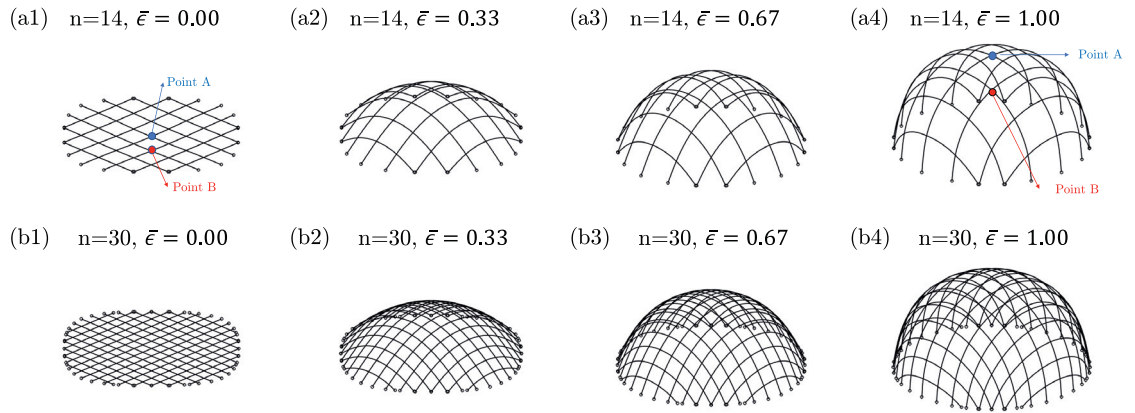 (a1) n=14, ε̄ = 0.00
(a2) n=14, ε̄ = 0.33
(a3) n=14, ε̄ = 0.67
(a4) n=14, ε̄ = 1.00
Point A
Point B
Point A
Point B
(b1) n=30, ε̄ = 0.00
(b2) n=30, ε̄ = 0.33
(b3) n=30, ε̄ = 0.67
(b4) n=30, ε̄ = 1.00